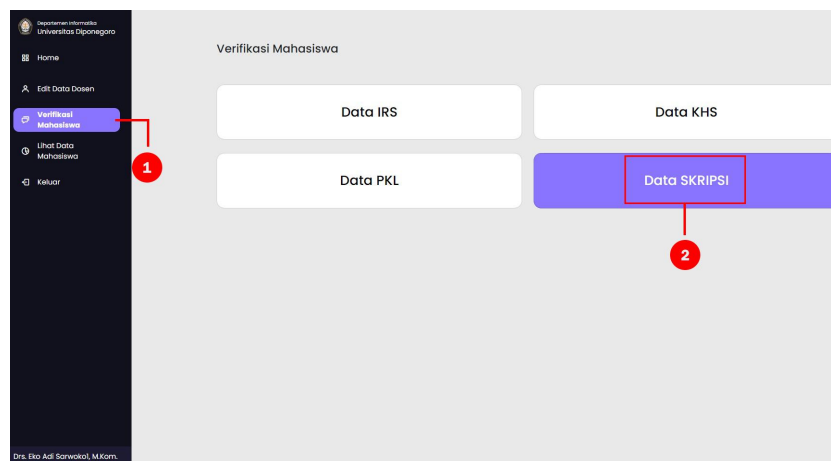 Departemen Informatika
Universitas Diponegoro
Home
Edit Data Dosen
Verifikasi
Mahasiswa
Lihat Data
Mahasiswa
Keluar
Drs. Eko Adi Sarwoko1, M.Kom.
Verifikasi Mahasiswa
Data IRS
Data KHS
Data PKL
Data SKRIPSI
1
2